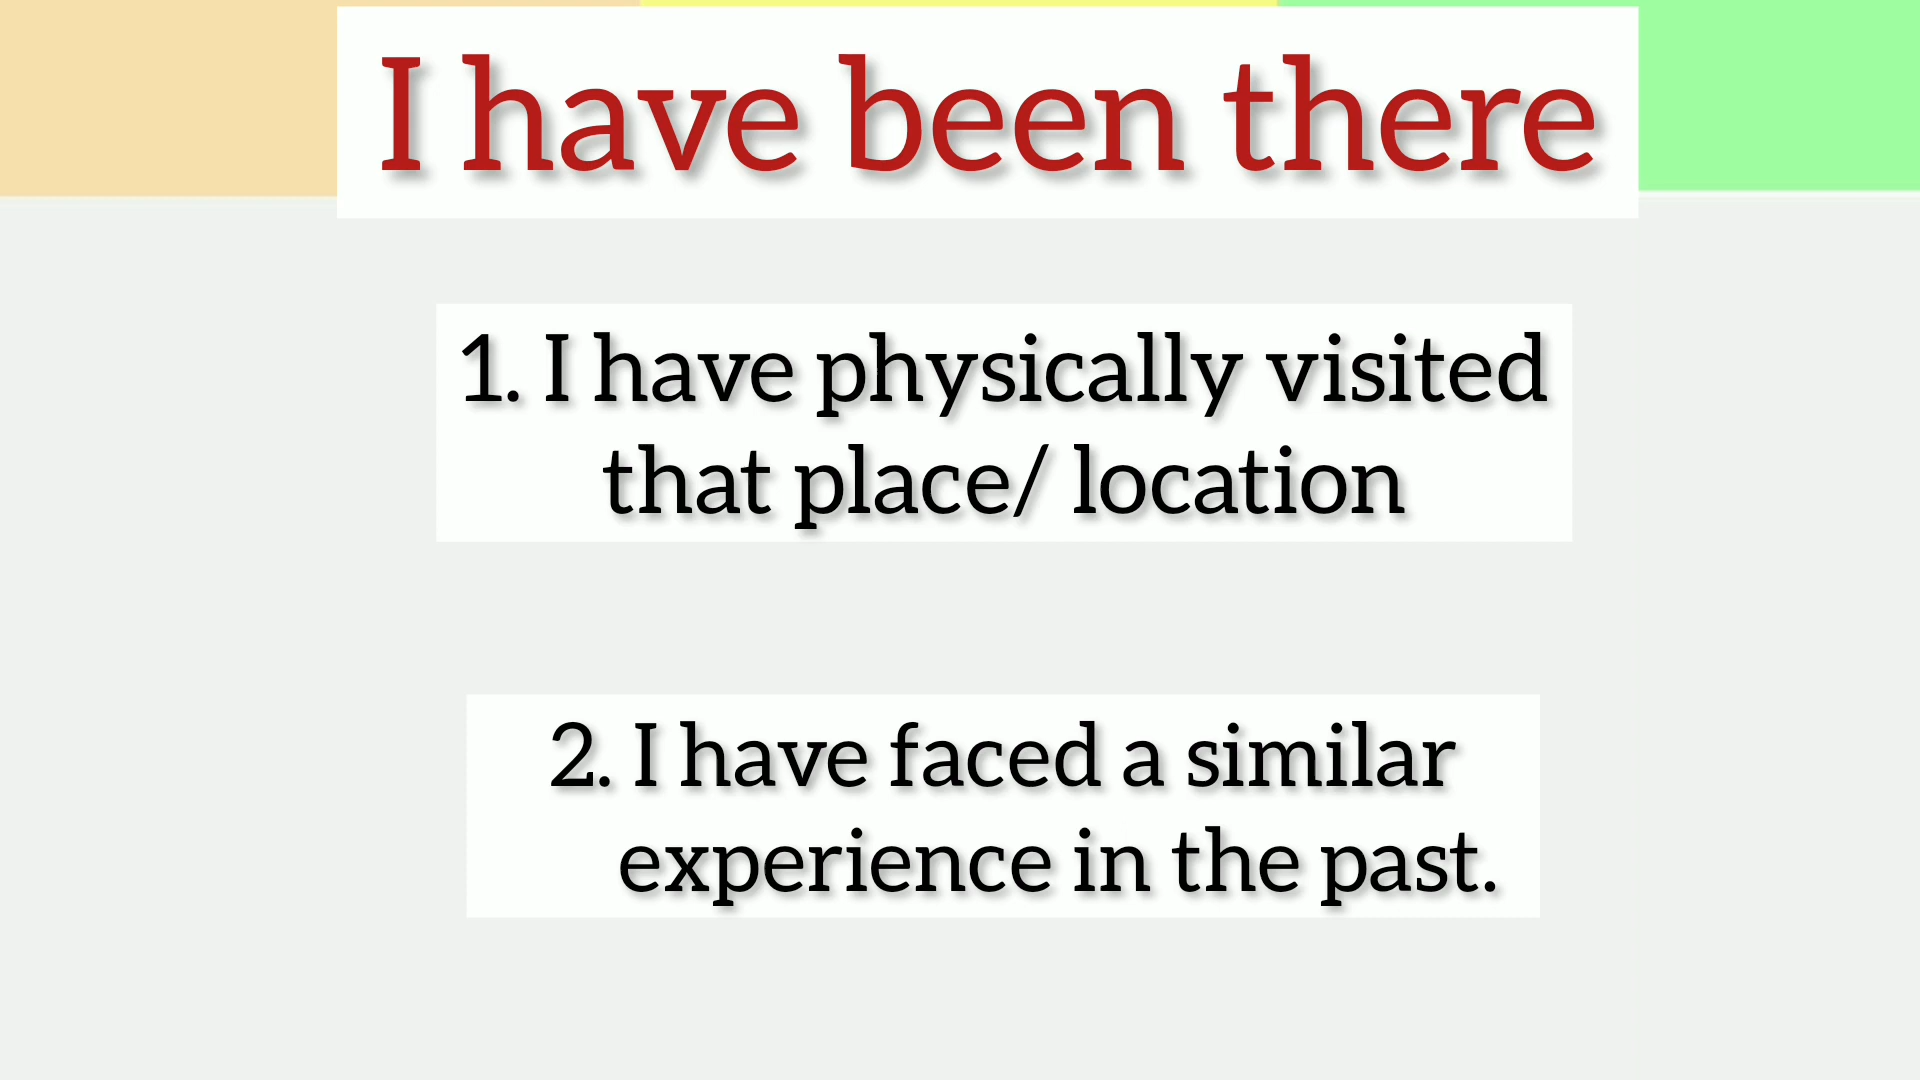 I have been there
1. I have physically visited
that place/ location
2. I have faced a similar
experience in the past.